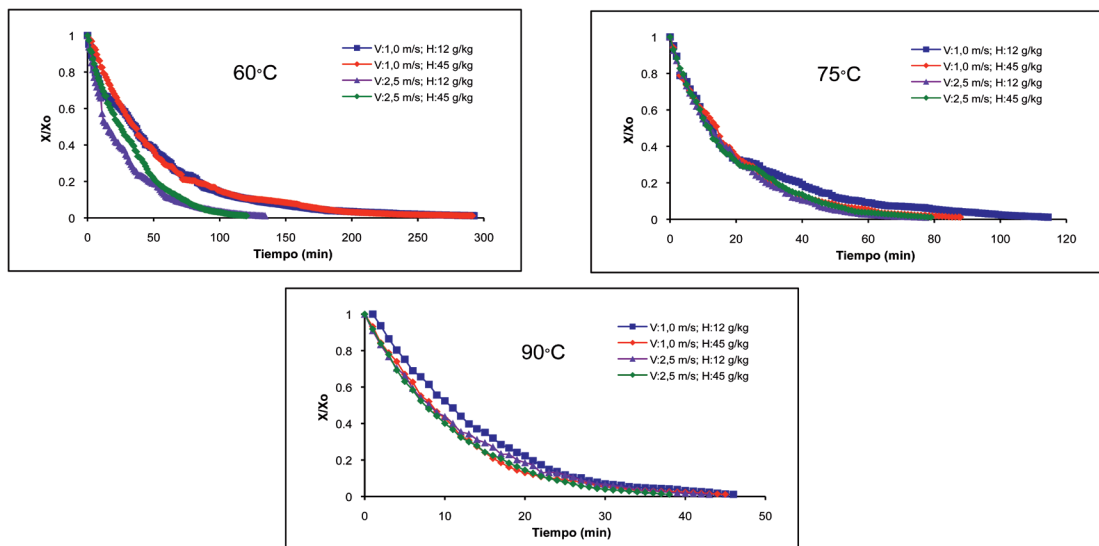 60°C
V:1,0 m/s; H:12 g/kg
V:1,0 m/s; H:45 g/kg
V:2,5 m/s; H:12 g/kg
V:2,5 m/s; H:45 g/kg
X/Xo
1
0.8
0.6
0.4
0.2
0
0 50 100 150 200 250 300
Tiempo (min)
75°C
V:1,0 m/s; H:12 g/kg
V:1,0 m/s; H:45 g/kg
V:2,5 m/s; H:12 g/kg
V:2,5 m/s; H:45 g/kg
X/Xo
1
0.8
0.6
0.4
0.2
0
0 20 40 60 80 100 120
Tiempo (min)
90°C
V:1,0 m/s; H:12 g/kg
V:1,0 m/s; H:45 g/kg
V:2,5 m/s; H:12 g/kg
V:2,5 m/s; H:45 g/kg
X/Xo
1
0.8
0.6
0.4
0.2
0
0 10 20 30 40 50
Tiempo (min)